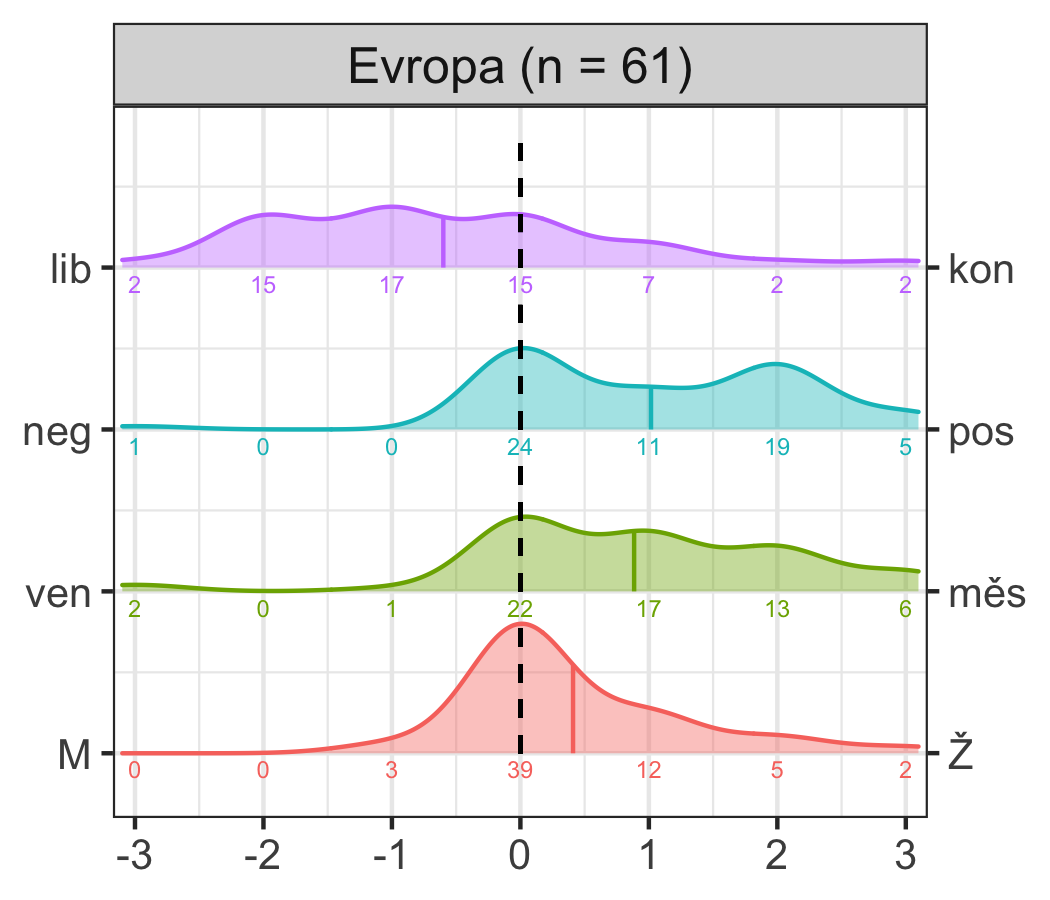 Evropa (n = 61)
lib kon
2 15 17 15 7 2 2
neg pos
1 0 0 24 11 19 5
ven měs
2 0 1 22 17 13 6
M Ž
0 0 3 39 12 5 2
-3 -2 -1 0 1 2 3